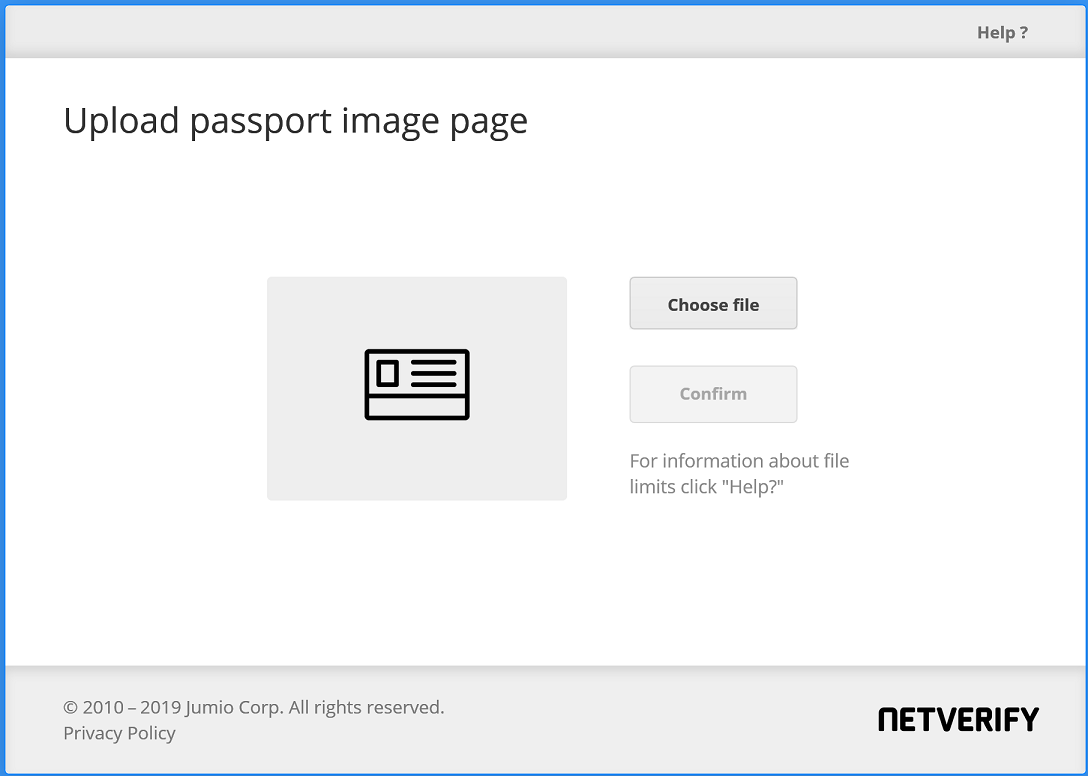 Help ?
Upload passport image page
Choose file
Confirm
For information about file
limits click "Help?"
© 2010 – 2019 Jumio Corp. All rights reserved.
Privacy Policy
NETVERIFY